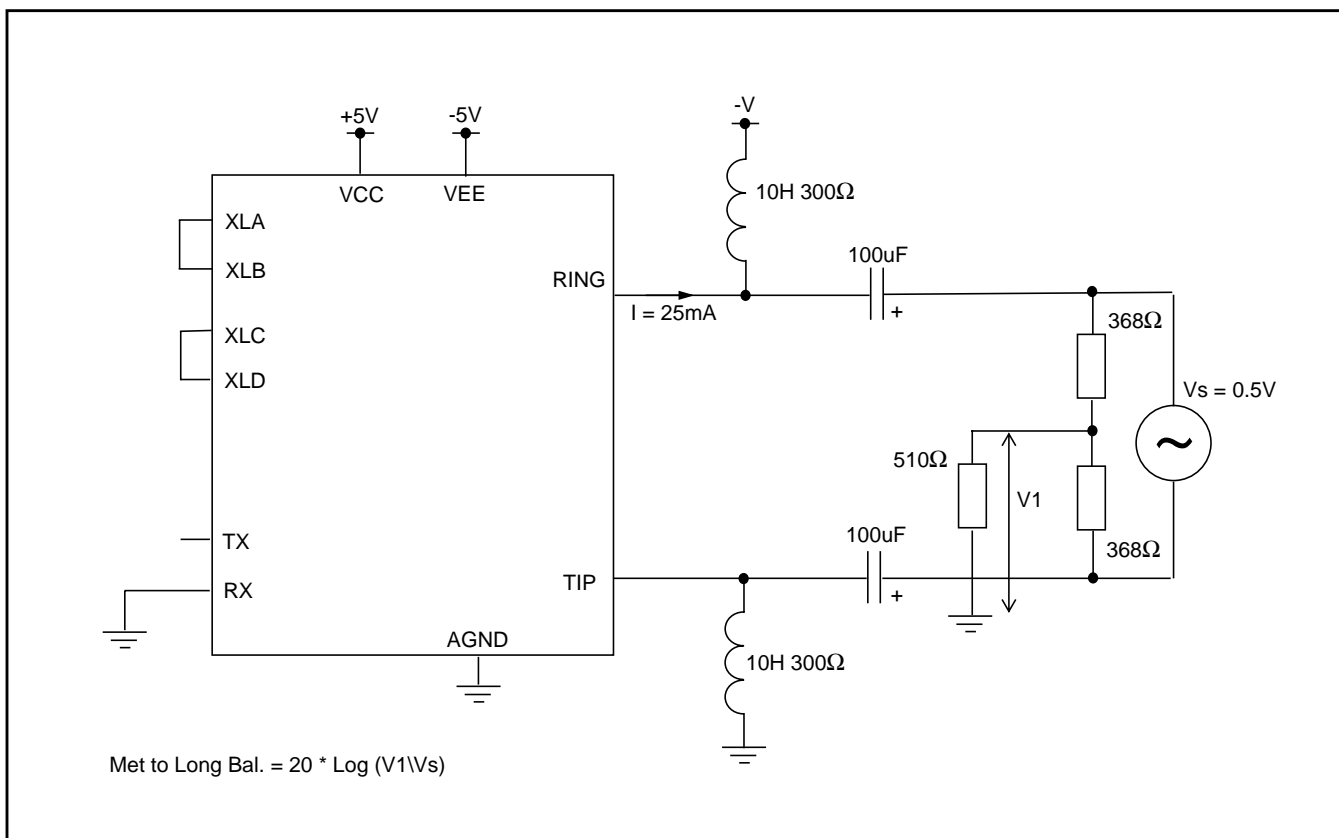 +5V
-5V
-V
VCC
VEE
XLA
XLB
XLC
XLD
TX
RX
RING
TIP
AGND
I = 25mA
10H 300Ω
100uF
+
368Ω
Vs = 0.5V
~
510Ω
V1
368Ω
100uF
+
10H 300Ω
Met to Long Bal. = 20 * Log (V1\Vs)